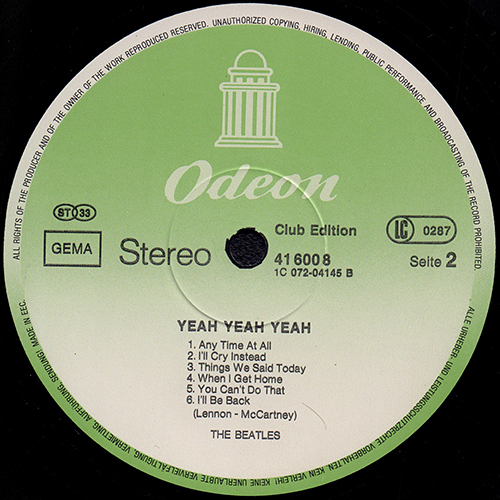 ALL RIGHTS OF THE PRODUCER AND OF THE OWNER OF THE WORK REPRODUCED RESERVED. UNAUTHORIZED COPYING, HIRING, LENDING, PUBLIC PERFORMANCE AND BROADCASTING OF THE RECORD PROHIBITED.
Odeon
ST 33
GEMA
Stereo
Club Edition
41 600 8
1C 072-04145 B
LC 0287
Seite 2
YEAH YEAH YEAH
1. Any Time At All
2. I'll Cry Instead
3. Things We Said Today
4. When I Get Home
5. You Can't Do That
6. I'll Be Back
(Lennon - McCartney)
THE BEATLES
ALLE URHEBER- UND LEISTUNGSSCHUTZRECHTE VORBEHALTEN KEIN VERLEIH! KEINE UNERLAUBTE VERVIELFÄLTIGUNG, VERMIETUNG, AUFFÜHRUNG, SENDUNG! MADE IN EEC.